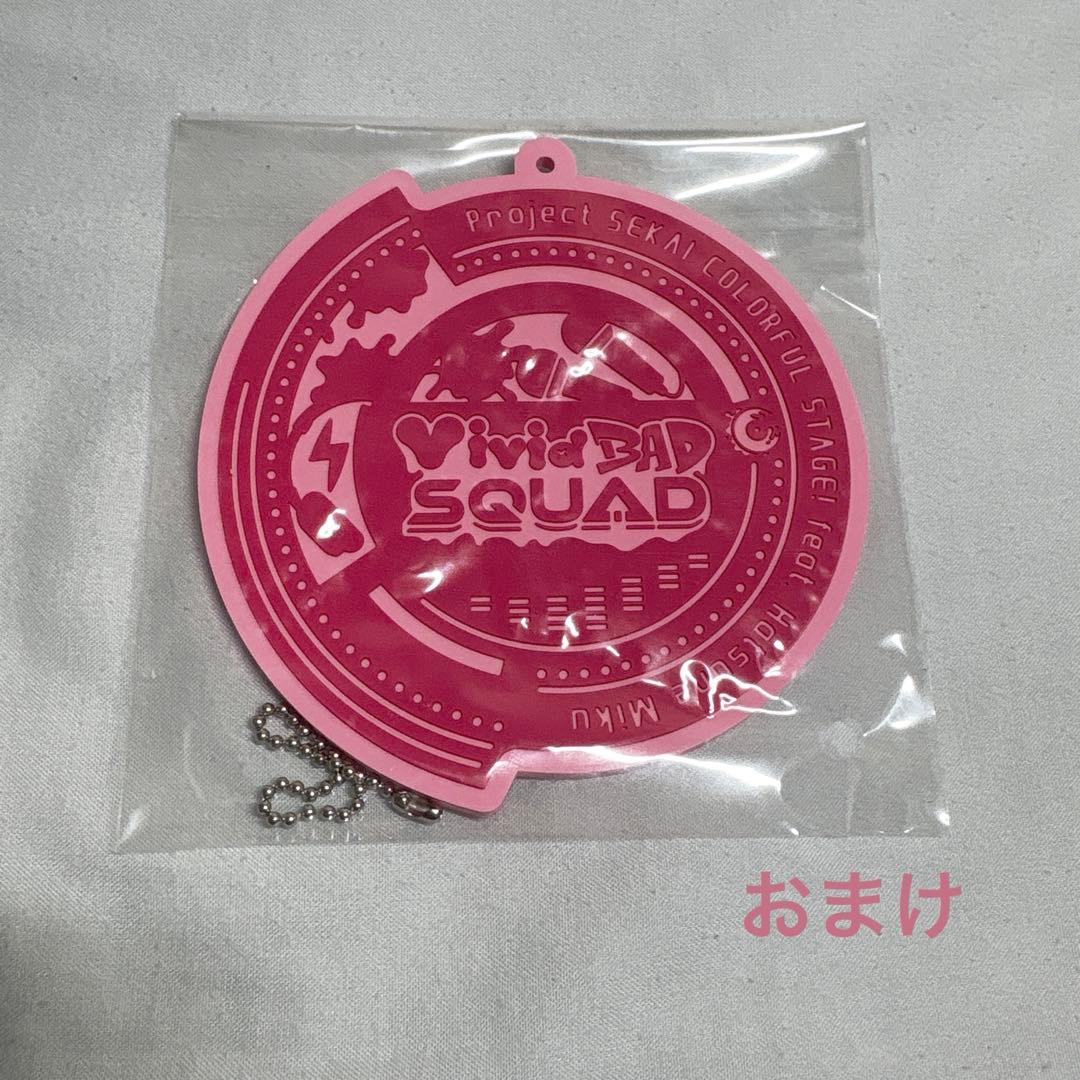 Project SEKAI COLORFUL STAGE! feat. Hatsune Miku
Vivid BAD
SQUAD
おまけ